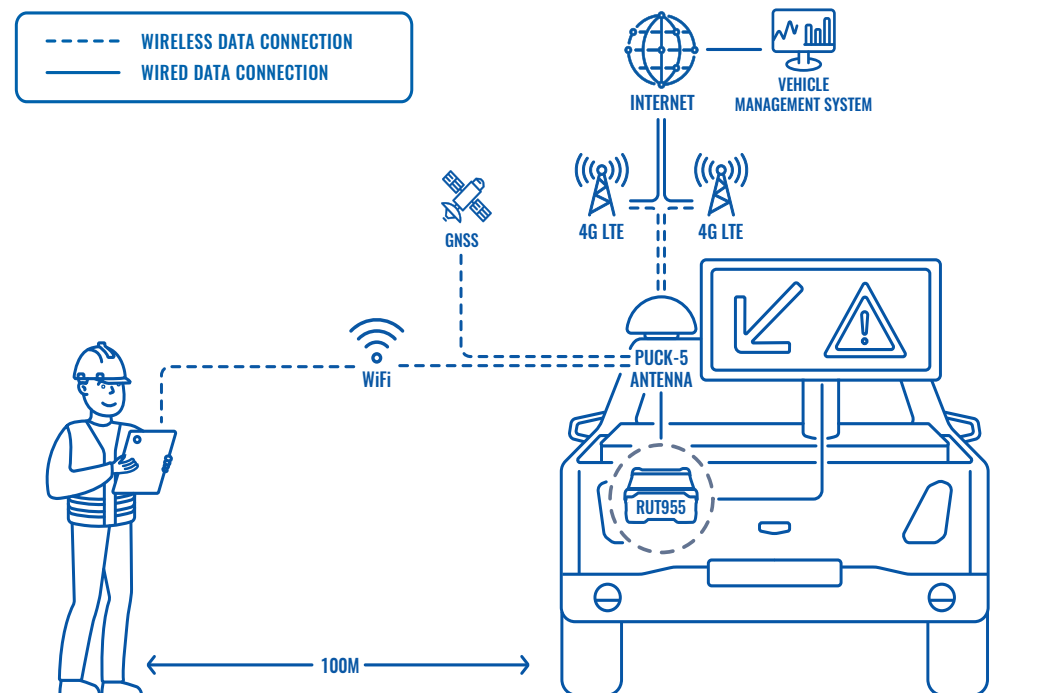 WIRELESS DATA CONNECTION
WIRED DATA CONNECTION
INTERNET
VEHICLE
MANAGEMENT SYSTEM
4G LTE
4G LTE
GNSS
WiFi
PUCK-5
ANTENNA
RUT955
100M